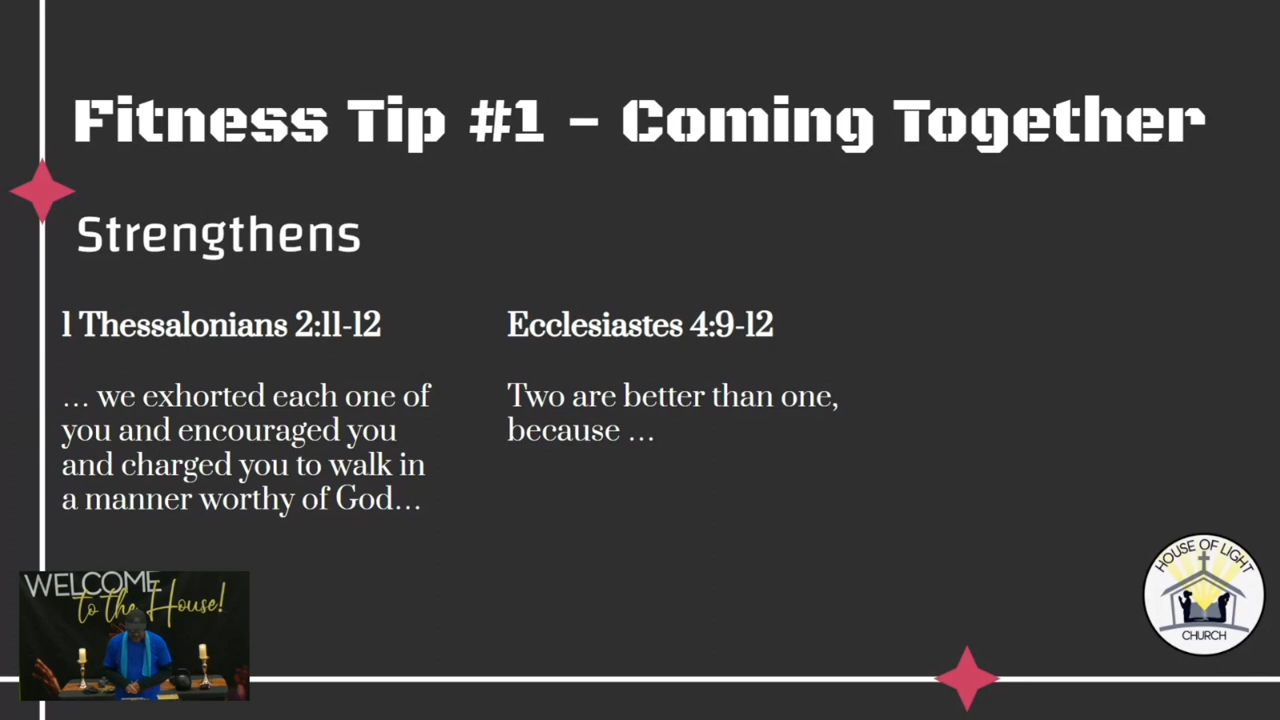 Fitness Tip #1 - Coming Together
Strengthens
1 Thessalonians 2:11-12
… we exhorted each one of
you and encouraged you
and charged you to walk in
a manner worthy of God…
Ecclesiastes 4:9-12
Two are better than one,
because …
WELCOME
to the House!
HOUSE OF LIGHT
CHURCH